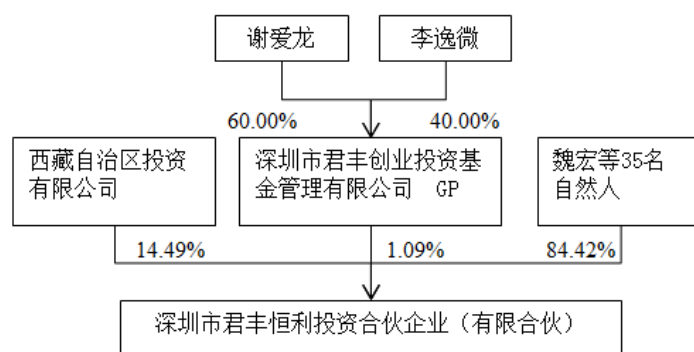 谢爱龙
李逸微
60.00%
40.00%
西藏自治区投资
有限公司
深圳市君丰创业投资基
金管理有限公司 GP
魏宏等35名
自然人
14.49%
1.09%
84.42%
深圳市君丰恒利投资合伙企业（有限合伙）